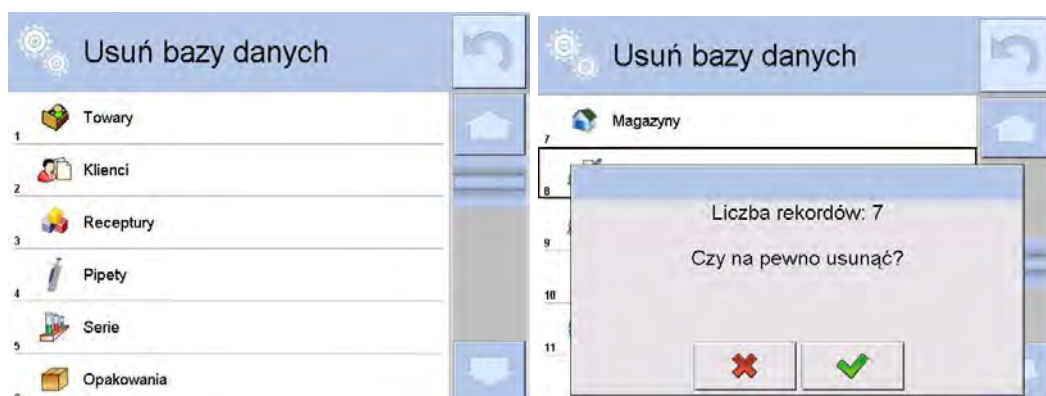 Usuń bazy danych
1 Towary
2 Klienci
3 Receptury
4 Pipety
5 Serie
Opakowania
Usuń bazy danych
7 Magazyny
8
Liczba rekordów: 7
9
Czy na pewno usunąć?
10
11